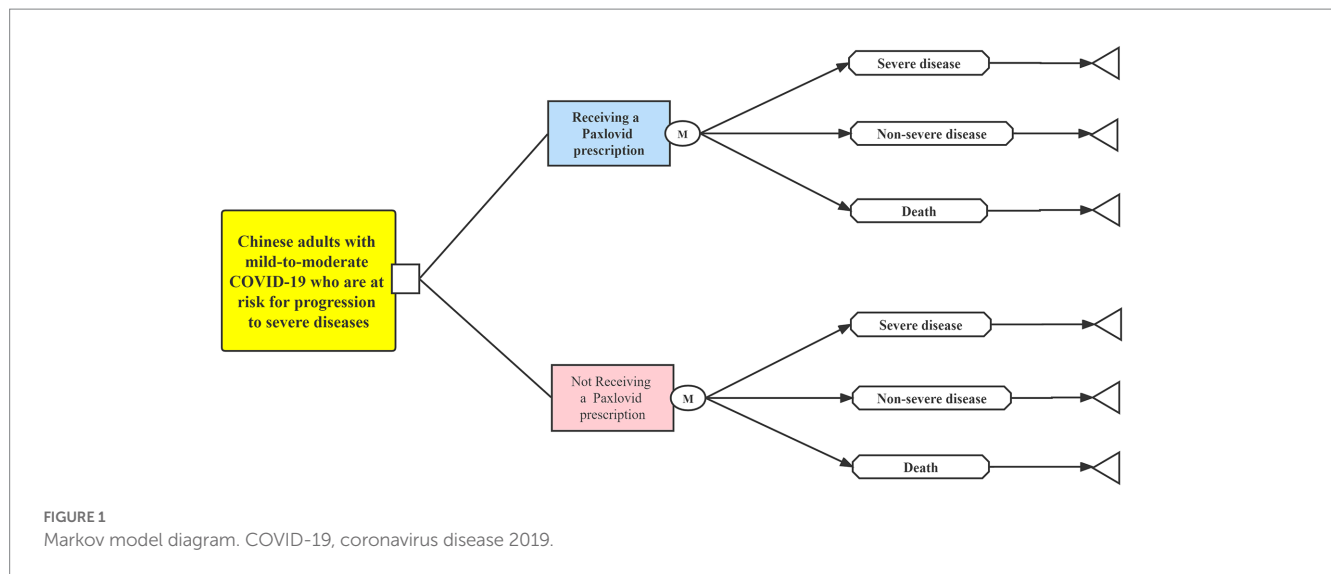 Chinese adults with
mild-to-moderate
COVID-19 who are at
risk for progression
to severe diseases
Receiving a
Paxlovid
prescription
M
Severe disease
Non-severe disease
Death
Not Receiving
a Paxlovid
prescription
M
Severe disease
Non-severe disease
Death
FIGURE 1
Markov model diagram. COVID-19, coronavirus disease 2019.